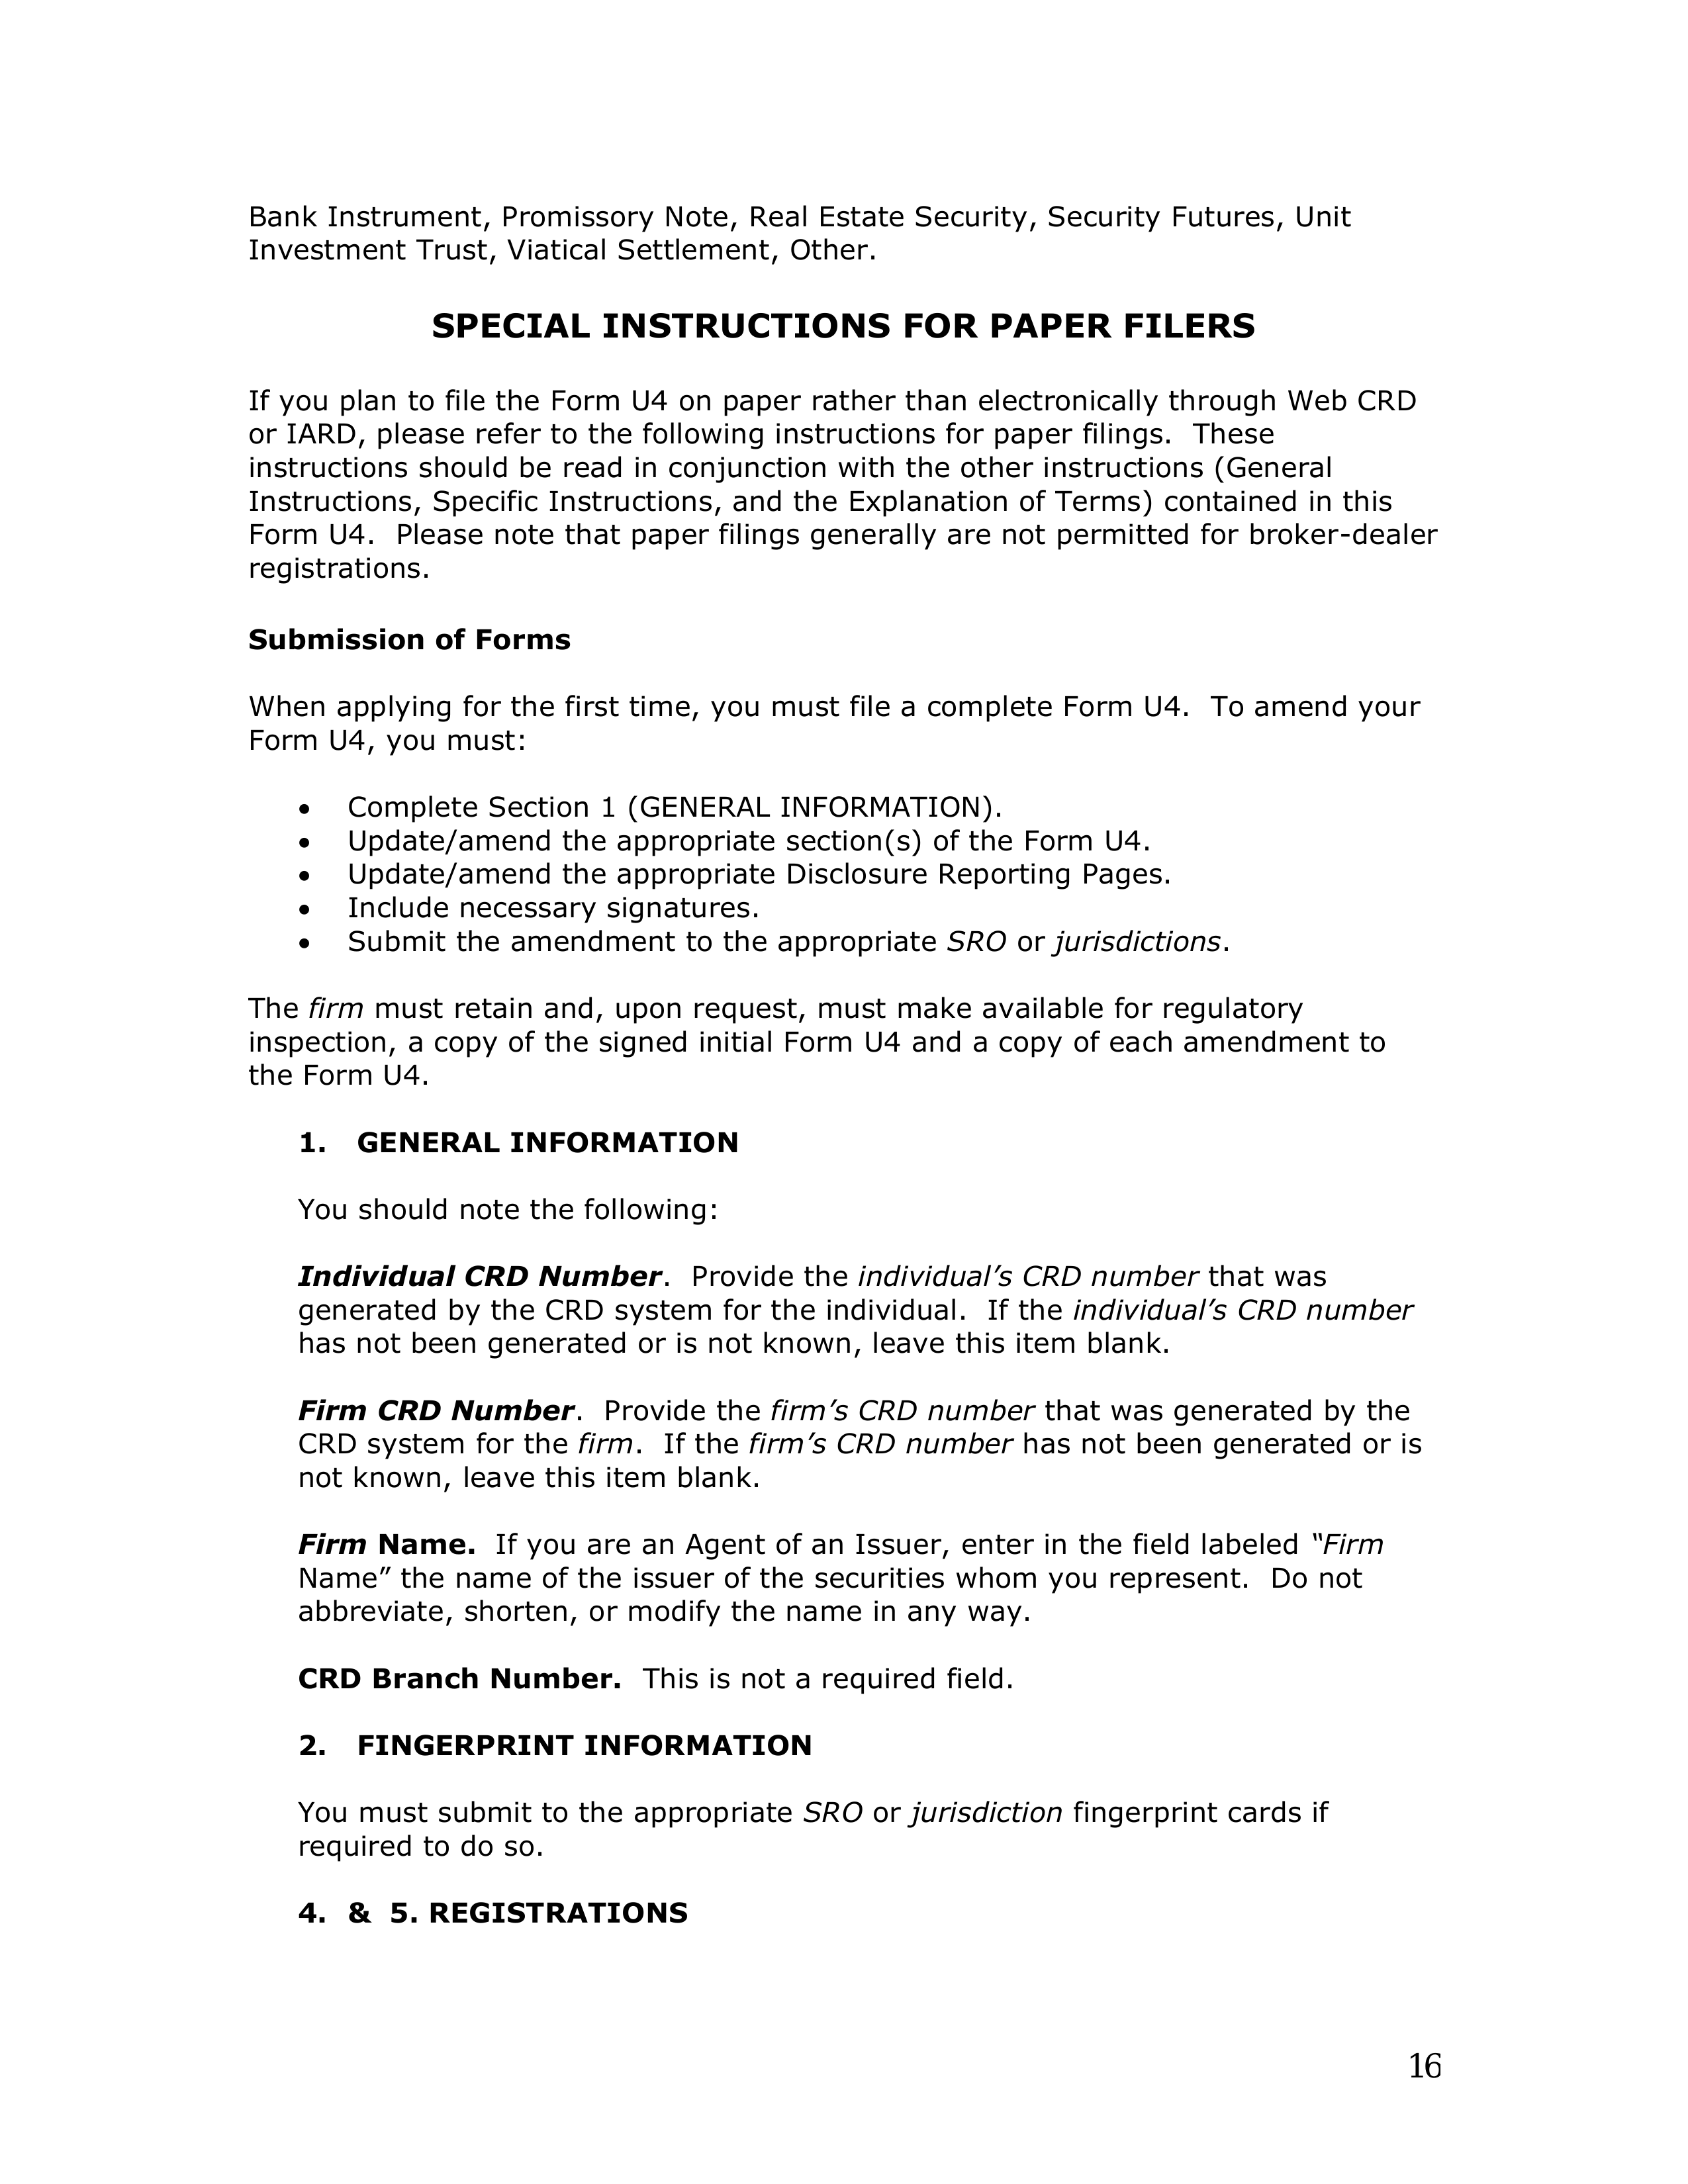 Bank Instrument, Promissory Note, Real Estate Security, Security Futures, Unit
Investment Trust, Viatical Settlement, Other.
SPECIAL INSTRUCTIONS FOR PAPER FILERS
If you plan to file the Form U4 on paper rather than electronically through Web CRD
or IARD, please refer to the following instructions for paper filings.  These
instructions should be read in conjunction with the other instructions (General
Instructions, Specific Instructions, and the Explanation of Terms) contained in this
Form U4.  Please note that paper filings generally are not permitted for broker-dealer
registrations.
Submission of Forms
When applying for the first time, you must file a complete Form U4.  To amend your
Form U4, you must:
• Complete Section 1 (GENERAL INFORMATION).
• Update/amend the appropriate section(s) of the Form U4.
• Update/amend the appropriate Disclosure Reporting Pages.
• Include necessary signatures.
• Submit the amendment to the appropriate SRO or jurisdictions.
The firm must retain and, upon request, must make available for regulatory
inspection, a copy of the signed initial Form U4 and a copy of each amendment to
the Form U4.
1.   GENERAL INFORMATION
You should note the following:
Individual CRD Number.  Provide the individual’s CRD number that was
generated by the CRD system for the individual.  If the individual’s CRD number
has not been generated or is not known, leave this item blank.
Firm CRD Number.  Provide the firm’s CRD number that was generated by the
CRD system for the firm.  If the firm’s CRD number has not been generated or is
not known, leave this item blank.
Firm Name.  If you are an Agent of an Issuer, enter in the field labeled “Firm
Name” the name of the issuer of the securities whom you represent.  Do not
abbreviate, shorten, or modify the name in any way.
CRD Branch Number.  This is not a required field.
2.   FINGERPRINT INFORMATION
You must submit to the appropriate SRO or jurisdiction fingerprint cards if
required to do so.
4.  &  5. REGISTRATIONS
16